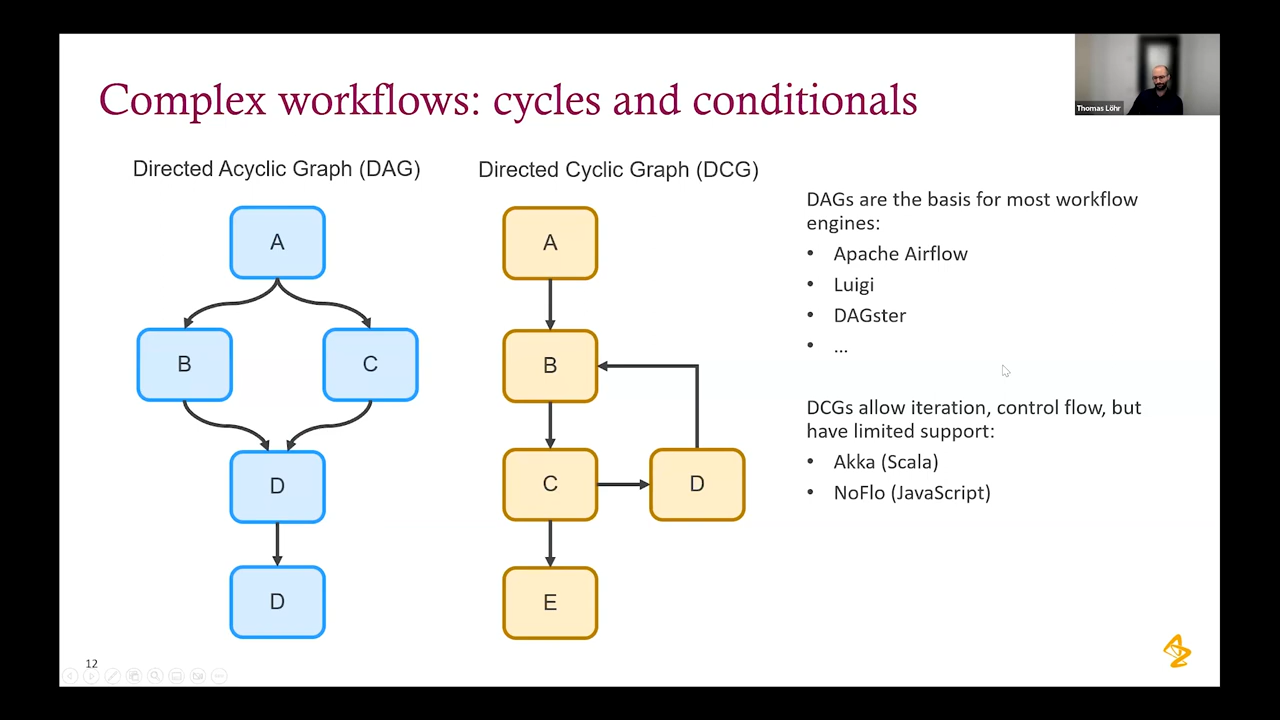 Complex workflows: cycles and conditionals
Thomas Löhr
Directed Acyclic Graph (DAG)
A
B
C
D
D
Directed Cyclic Graph (DCG)
A
B
C
D
E
DAGs are the basis for most workflow
engines:
• Apache Airflow
• Luigi
• DAGster
• ...
DCGs allow iteration, control flow, but
have limited support:
• Akka (Scala)
• NoFlo (JavaScript)
12